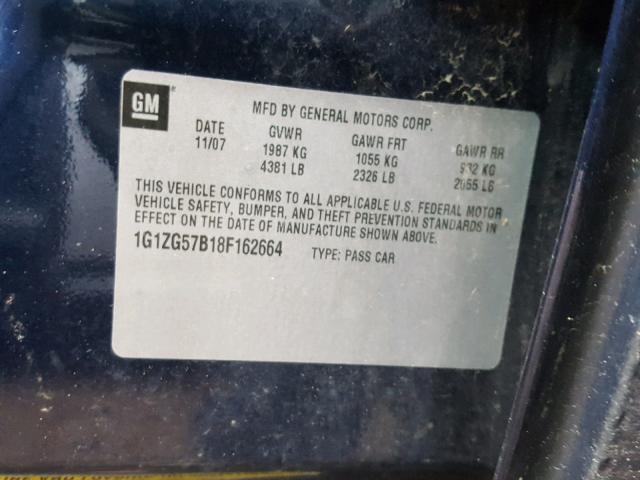 GM
MFD BY GENERAL MOTORS CORP.
DATE GVWR GAWR FRT GAWR RR
11/07 1987 KG 1055 KG 932 KG
4381 LB 2326 LB 2055 LB
THIS VEHICLE CONFORMS TO ALL APPLICABLE U.S. FEDERAL MOTOR
VEHICLE SAFETY, BUMPER, AND THEFT PREVENTION STANDARDS IN
EFFECT ON THE DATE OF MANUFACTURE SHOWN ABOVE.
1G1ZG57B18F162664 TYPE: PASS CAR